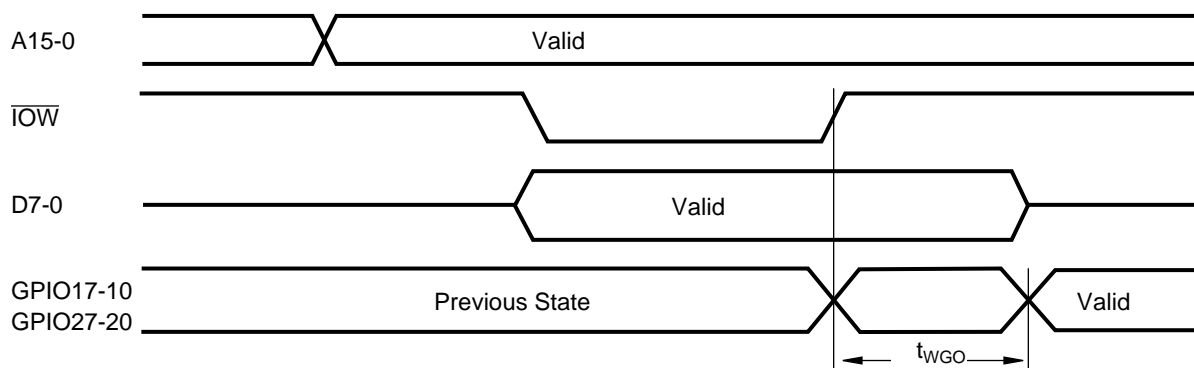 A15-0
Valid
IOW
D7-0
Valid
GPIO17-10
GPIO27-20
Previous State
Valid
tWGO